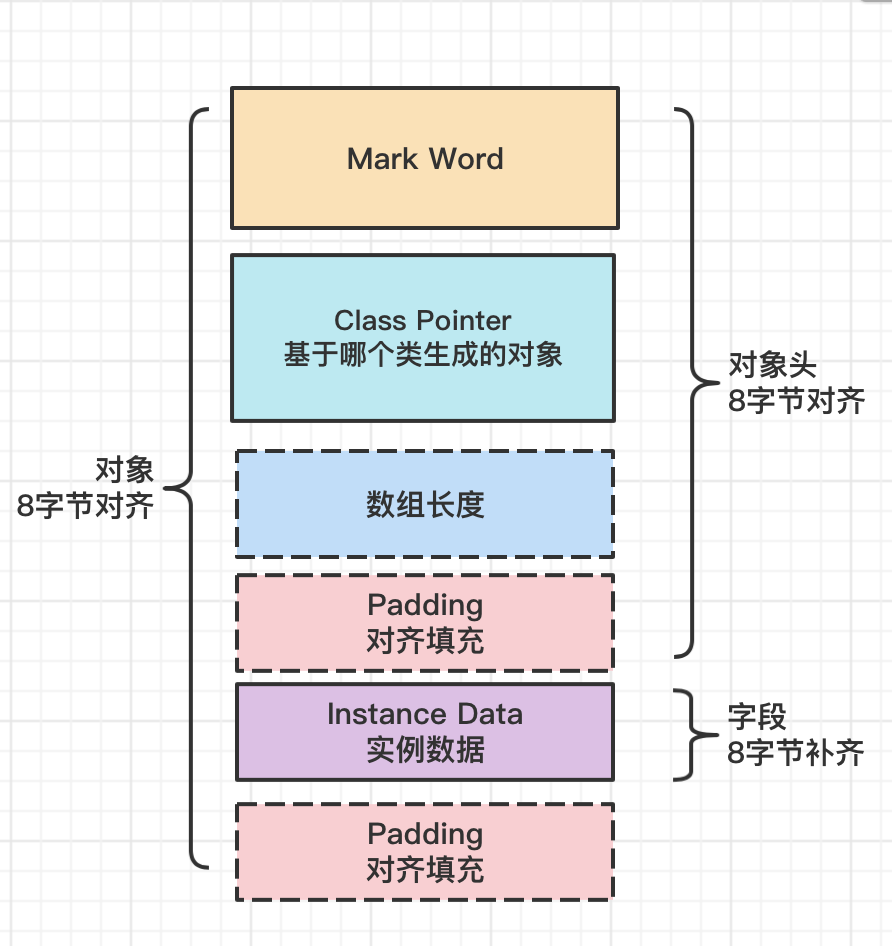 Mark Word
Class Pointer
基于哪个类生成的对象
对象头
8字节对齐
对象
8字节对齐
数组长度
Padding
对齐填充
Instance Data
实例数据
字段
8字节补齐
Padding
对齐填充